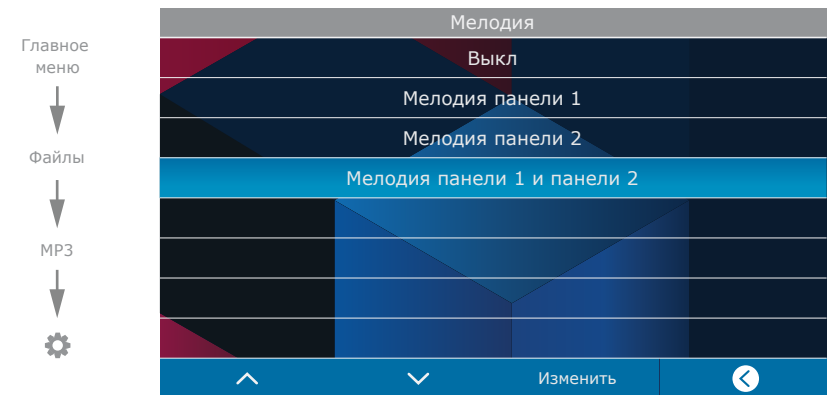 Главное
меню
Файлы
MP3
Мелодия
Выкл
Мелодия панели 1
Мелодия панели 2
Мелодия панели 1 и панели 2
Изменить